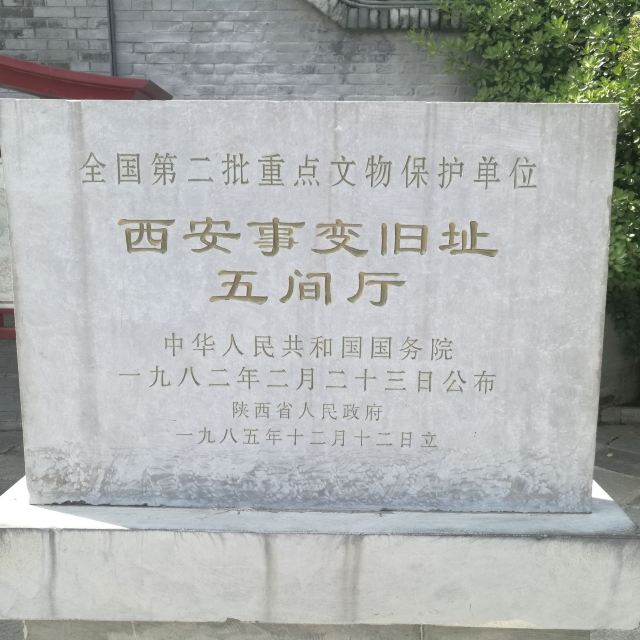 全国第二批重点文物保护单位
西安事变旧址
五间厅
中华人民共和国国务院
一九八二年二月二十三日公布
陕西省人民政府
一九八五年十二月十二日立